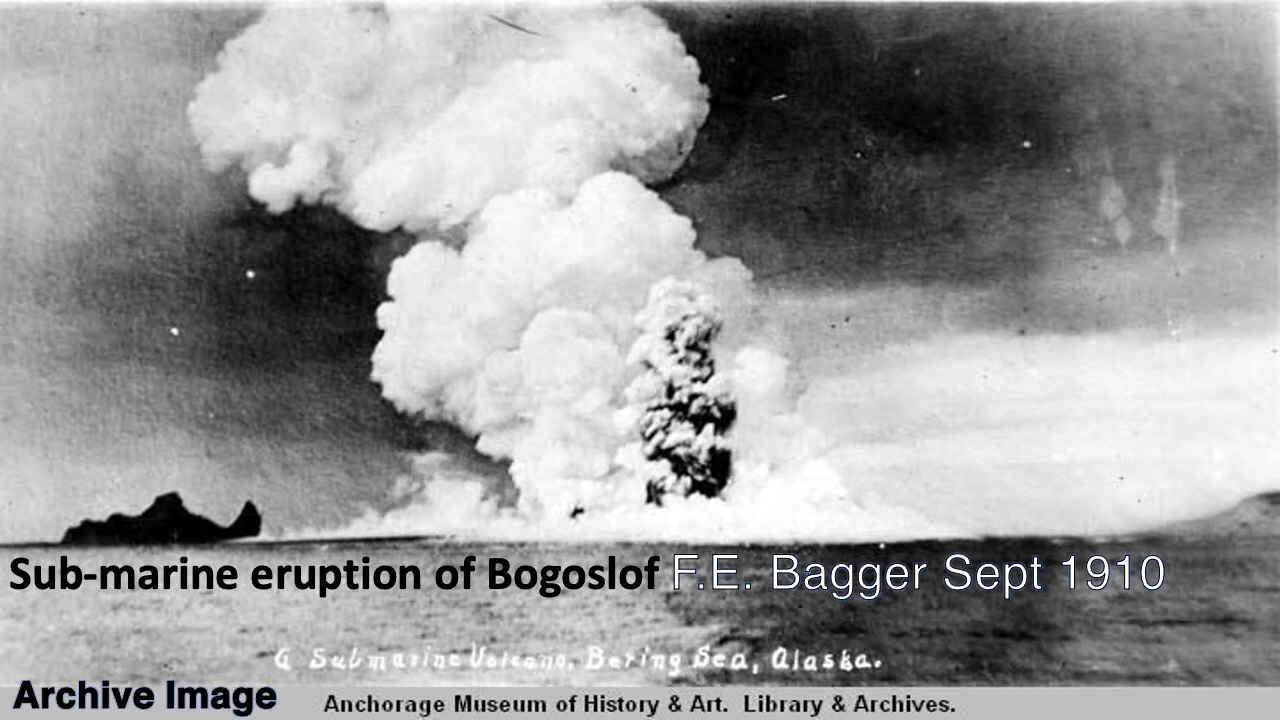 Sub-marine eruption of Bogoslof F.E. Bagger Sept 1910
A Submarine Volcano, Bering Sea, Alaska.
Archive Image
Anchorage Museum of History & Art. Library & Archives.